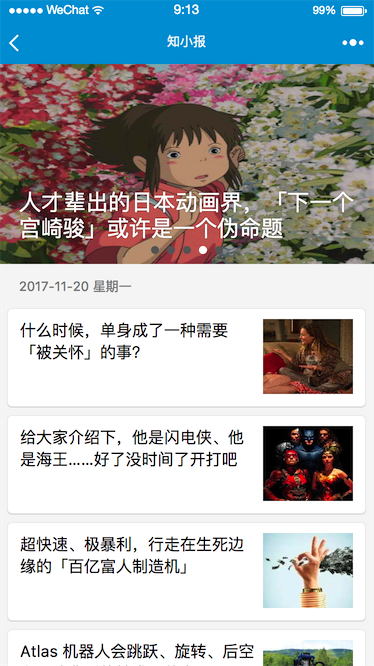 WeChat 9:13 99%
知小报
人才辈出的日本动画界，「下一个
宫崎骏」或许是一个伪命题
2017-11-20 星期一
什么时候，单身成了一种需要
「被关怀」的事?
给大家介绍下，他是闪电侠、他
是海王……好了没时间了开打吧
超快速、极暴利，行走在生死边
缘的「百亿富人制造机」
Atlas 机器人会跳跃、旋转、后空